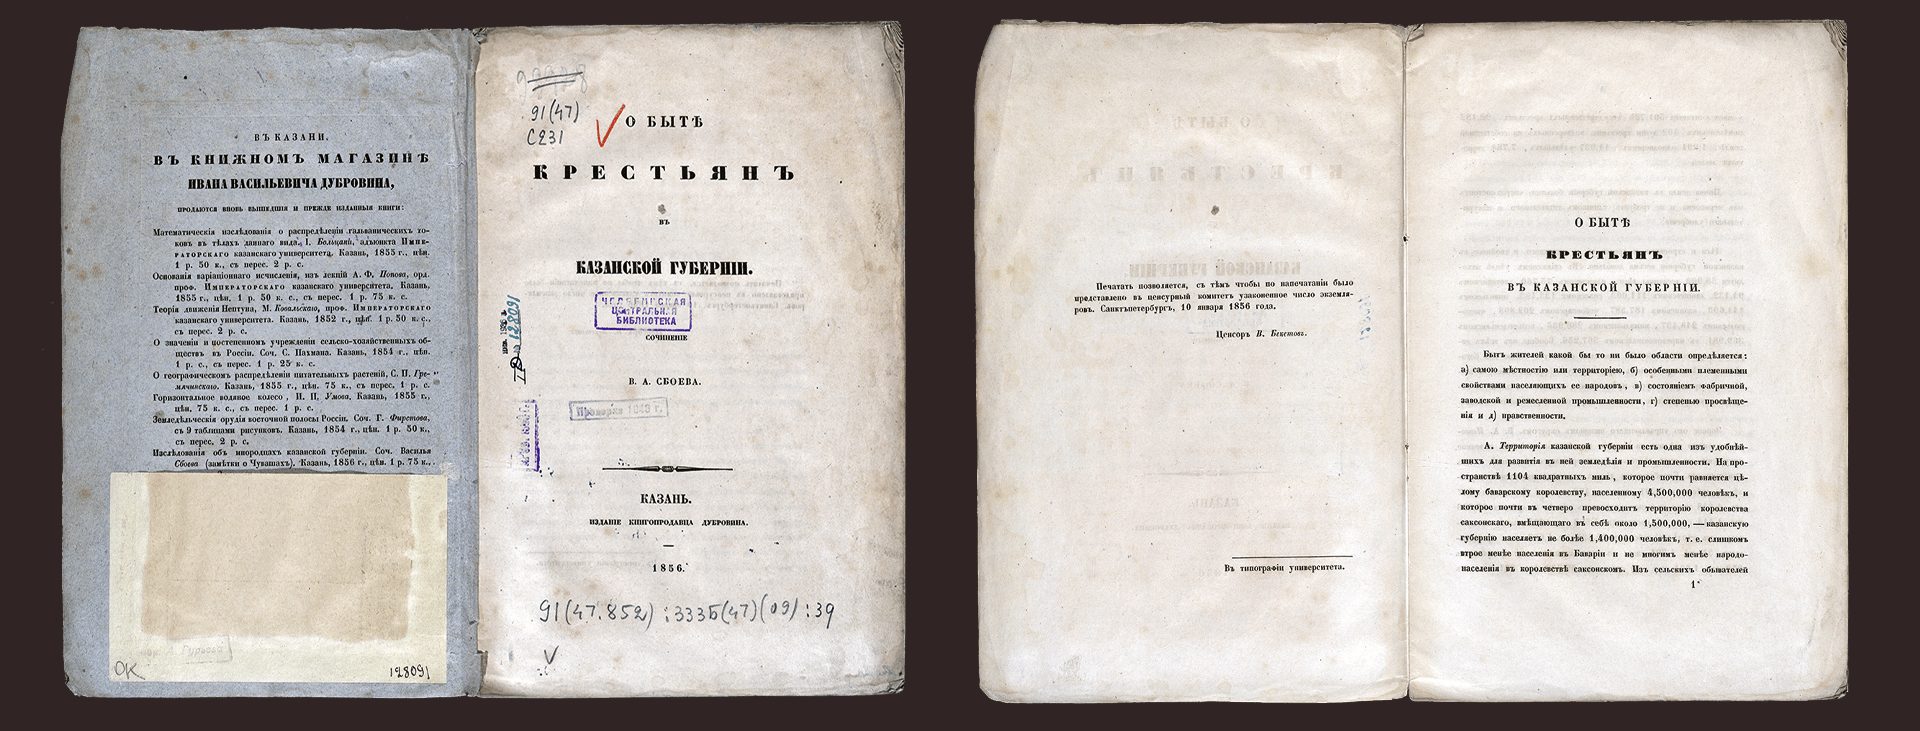 ВЪ КАЗАНИ.
ВЪ КНИЖНОМЪ МАГАЗИНѢ
ИВАНА ВАСИЛЬЕВИЧА ДУБРОВИНА,
ПРОДАЮТСЯ ВНОВЬ ВЫШЕДШІЯ И ПРЕЖДЕ ИЗДАННЫЯ КНИГИ:
Математическія изслѣдованія о распредѣленіи гальваническихъ то-
ковъ въ тѣлахъ даннаго вида, І. Больцани, адъюнкта ИМПЕ-
РАТОРСКАГО казанскаго университета. Казань, 1855 г., цѣн.
1 р. 50 к., съ перес. 2 р. с.
Основанія варіаціоннаго исчисленія, изъ лекцій А. Ф. Попова, орд.
проф. ИМПЕРАТОРСКАГО казанскаго университета. Казань,
1855 г., цѣн. 1 р. 50 к. с., съ перес. 1 р. 75 к. с.
Теорія движенія Нептуна, М. Ковальскаго, проф. ИМПЕРАТОРСКАГО
казанскаго университета. Казань, 1852 г., цѣн. 1 р. 50 к. с.,
съ перес. 2 р. с.
О значеніи и постепенномъ учрежденіи сельско-хозяйственныхъ об-
ществъ въ Россіи. Соч. С. Пахмана. Казань, 1854 г., цѣн.
1 р. с., съ перес. 1 р. 25 к. с.
О географическомъ распредѣленіи питательныхъ растеній, С. П. Гре-
мячинскаго. Казань, 1855 г., цѣн. 75 к., съ перес. 1 р. с.
Горизонтальное водяное колесо, И. П. Умова, Казань, 1855 г.,
цѣн. 75 к. с., съ перес. 1 р. с.
Земледѣльческія орудія восточной полосы Россіи. Соч. Г. Фирстова,
съ 9 таблицами рисунковъ. Казань, 1854 г., цѣн. 1 р. 50 к.,
съ перес. 2 р. с.
Изслѣдованія объ инородцахъ казанской губерніи. Соч. Василья
Сбоева (замѣтки о Чувашахъ). Казань, 1856 г., цѣн. 1 р. 75 к.,
ОК
128091
91(47)
С231
О БЫТѢ
КРЕСТЬЯНЪ
ВЪ
КАЗАНСКОЙ ГУБЕРНІИ.
ЦЕНТРАЛЬНАЯ
БИБЛИОТЕКА
128091
СОЧИНЕНІЕ
В. А. СБОЕВА.
Проверка 1949 г.
КАЗАНЬ.
ИЗДАНІЕ КНИГОПРОДАВЦА ДУБРОВИНА.
1856.
91(47.852):333Б(47)(09):39
Печатать позволяется, съ тѣмъ чтобы по напечатаніи было
представлено въ ценсурный комитетъ узаконенное число экземпля-
ровъ. Санктъпетербургъ, 10 января 1856 года.
Ценсоръ В. Бекетовъ.
Въ типографіи университета.
О БЫТѢ
КРЕСТЬЯНЪ
ВЪ КАЗАНСКОЙ ГУБЕРНІИ.
Бытъ жителей какой бы то ни было области опредѣляется:
а) самою мѣстностію или территоріею, б) особенными племенными
свойствами населяющихъ ее народовъ, в) состояніемъ фабричной,
заводской и ремесленной промышленности, г) степенью просвѣще-
нія и д) нравственности.
А. Территорія казанской губерніи есть одна изъ удобнѣй-
шихъ для развитія въ ней земледѣлія и промышленности. На про-
странствѣ 1104 квадратныхъ миль, которое почти равняется цѣ-
лому баварскому королевству, населенному 4,500,000 человѣкъ, и
которое почти въ четверо превосходитъ территорію королевства
саксонскаго, вмѣщающаго въ себѣ около 1,500,000, — казанскую
губернію населяетъ не болѣе 1,400,000 человѣкъ, т. е. слишкомъ
втрое менѣе населенія въ Баваріи и не многимъ менѣе народо-
населенія въ королевствѣ саксонскомъ. Изъ сельскихъ обывателей
1*